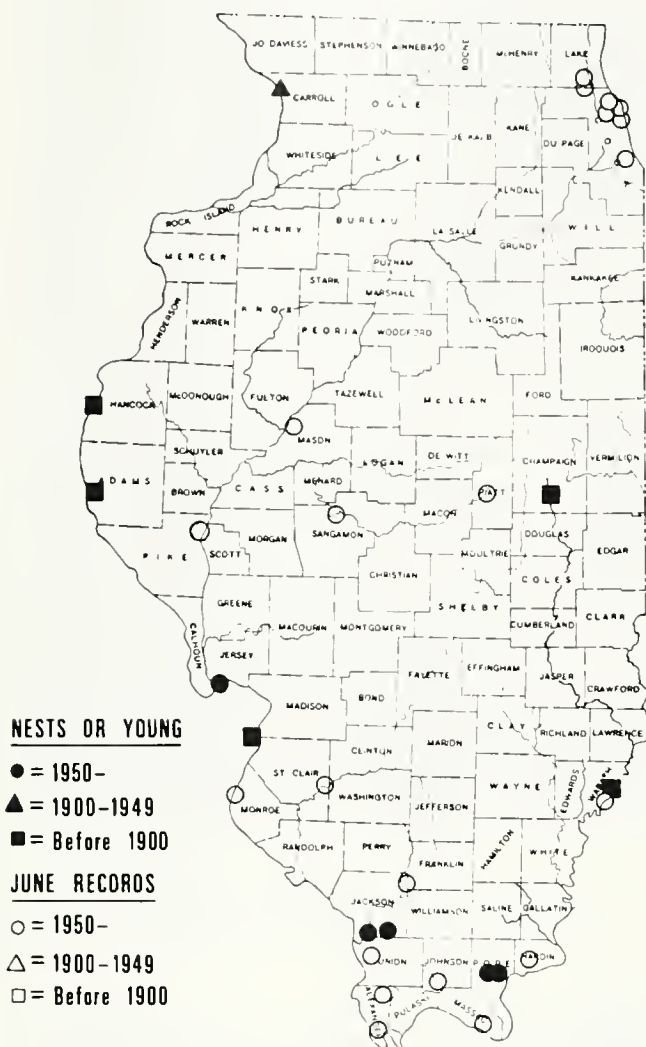 JO DAVIESS STEPHENSON WINNEBAGO BOONE McHENRY LAKE
CARROLL OGLE DE KALB KANE
DU PAGE
WHITESIDE LEE
KENDALL
ROCK ISLAND HENRY BUREAU LA SALLE GRUNDY WILL
MERCER PUTNAM
KANKAKEE
STARK
MARSHALL
HENDERSON WARREN KNOX PEORIA WOODFORD LIVINGSTON
IROQUOIS
HANCOCK McDONOUGH FULTON TAZEWELL McLEAN FORD
MASON
SCHUYLER LOGAN DE WITT CHAMPAIGN VERMILION
ADAMS BROWN CASS MENARD PIATT
MACON
SANGAMON
PIKE SCOTT MORGAN DOUGLAS EDGAR
MOULTRIE
CHRISTIAN COLES
GREENE SHELBY
CALHOUN MACOUPIN MONTGOMERY CUMBERLAND CLARK
JERSEY
FAYETTE EFFINGHAM JASPER CRAWFORD
MADISON BOND
CLAY RICHLAND LAWRENCE
NESTS OR YOUNG
● = 1950-
▲ = 1900-1949
■ = Before 1900
CLINTON MARION
ST CLAIR WAYNE EDWARDS WABASH
MONROE WASHINGTON JEFFERSON
RANDOLPH PERRY HAMILTON WHITE
FRANKLIN
JUNE RECORDS
○ = 1950-
△ = 1900-1949
□ = Before 1900
JACKSON WILLIAMSON SALINE GALLATIN
UNION JOHNSON POPE HARDIN
ALEXANDER PULASKI MASSAC